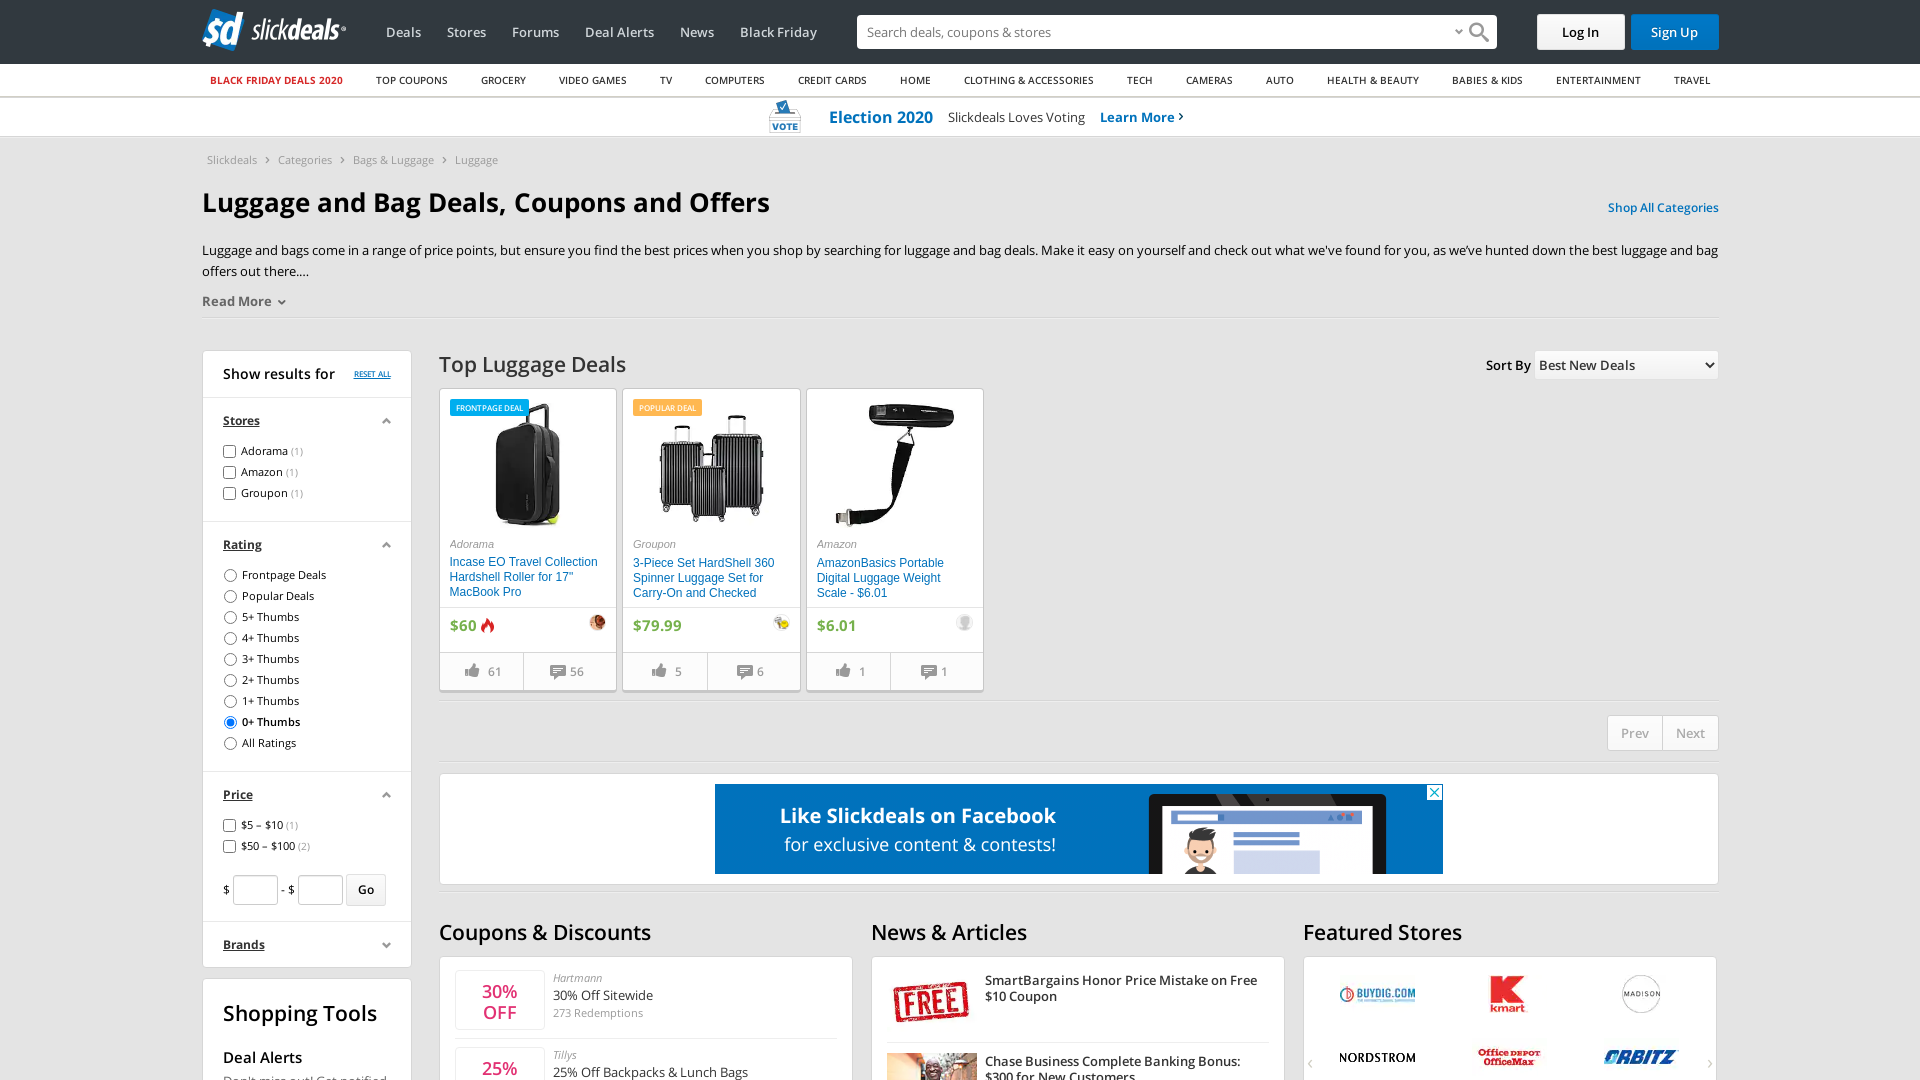 slickdeals
Deals
Stores
Forums
Deal Alerts
News
Black Friday
Search deals, coupons & stores
Log In
Sign Up
BLACK FRIDAY DEALS 2020
TOP COUPONS
GROCERY
VIDEO GAMES
TV
COMPUTERS
CREDIT CARDS
HOME
CLOTHING & ACCESSORIES
TECH
CAMERAS
AUTO
HEALTH & BEAUTY
BABIES & KIDS
ENTERTAINMENT
TRAVEL
VOTE
Election 2020
Slickdeals Loves Voting
Learn More
Slickdeals
Categories
Bags & Luggage
Luggage
Luggage and Bag Deals, Coupons and Offers
Shop All Categories
Luggage and bags come in a range of price points, but ensure you find the best prices when you shop by searching for luggage and bag deals. Make it easy on yourself and check out what we've found for you, as we’ve hunted down the best luggage and bag
offers out there....
Read More
Show results for
RESET ALL
Stores
Adorama (1)
Amazon (1)
Groupon (1)
Rating
Frontpage Deals
Popular Deals
5+ Thumbs
4+ Thumbs
3+ Thumbs
2+ Thumbs
1+ Thumbs
0+ Thumbs
All Ratings
Price
$5 – $10 (1)
$50 – $100 (2)
$ - $ Go
Brands
Shopping Tools
Deal Alerts
Don't miss out! Get notified
Top Luggage Deals
Sort By
Best New Deals
FRONTPAGE DEAL
Adorama
Incase EO Travel Collection
Hardshell Roller for 17"
MacBook Pro
$60
61
56
POPULAR DEAL
Groupon
3-Piece Set HardShell 360
Spinner Luggage Set for
Carry-On and Checked
$79.99
5
6
Amazon
AmazonBasics Portable
Digital Luggage Weight
Scale - $6.01
$6.01
1
1
Prev
Next
Like Slickdeals on Facebook
for exclusive content & contests!
Coupons & Discounts
30%
OFF
Hartmann
30% Off Sitewide
273 Redemptions
25%
Tillys
25% Off Backpacks & Lunch Bags
News & Articles
FREE
SmartBargains Honor Price Mistake on Free
$10 Coupon
Chase Business Complete Banking Bonus:
$300 for New Customers
Featured Stores
BUYDIG.COM
kmart
MADISON
NORDSTROM
Office DEPOT
OfficeMax
ORBITZ